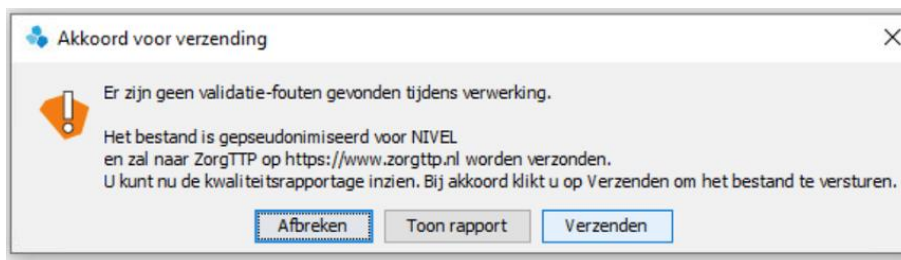 Akkoord voor verzending
Er zijn geen validatie-fouten gevonden tijdens verwerking.
Het bestand is gepseudonimiseerd voor NIVEL
en zal naar ZorgTTP op https://www.zorgttp.nl worden verzonden.
U kunt nu de kwaliteitsrapportage inzien. Bij akkoord klikt u op Verzenden om het bestand te versturen.
Afbreken Toon rapport Verzenden